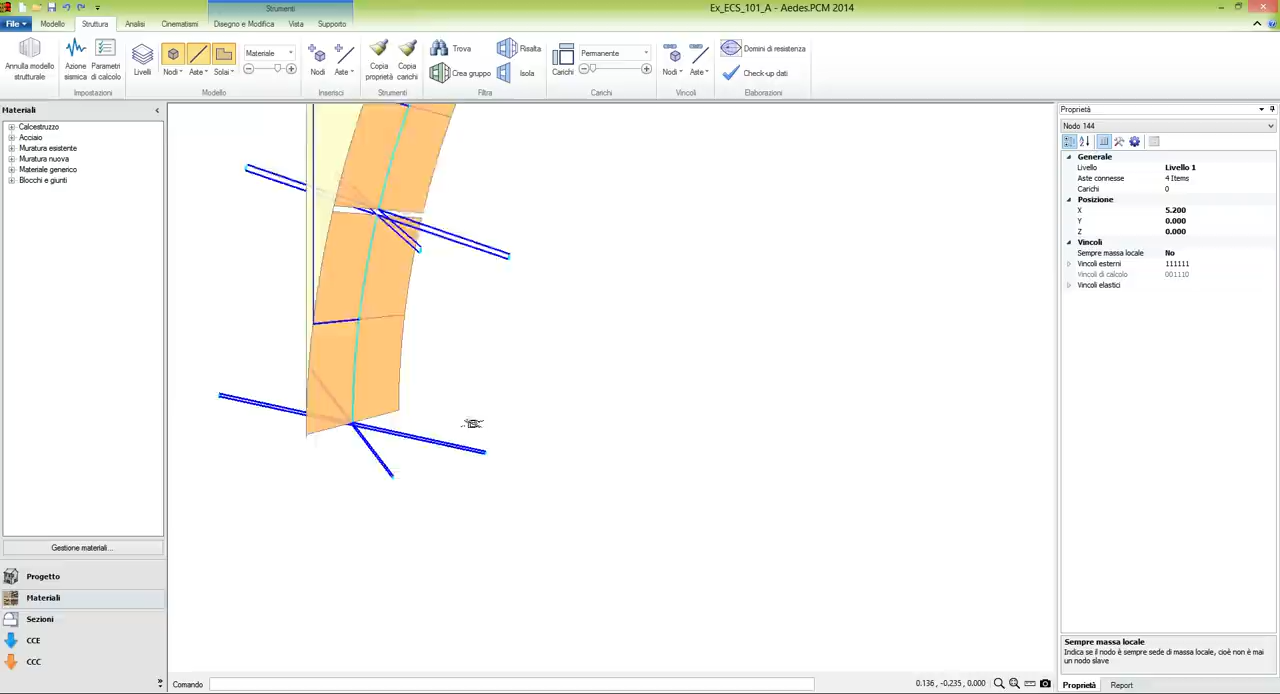 Strumenti
Ex_ECS_101_A - Aedes.PCM 2014
File
Modello
Struttura
Analisi
Cinematismi
Disegno e Modifica
Vista
Supporto
Annulla modello strutturale
Azione sismica
Parametri di calcolo
Impostazioni
Livelli
Nodi
Aste
Solai
Materiale
Modello
Nodi
Aste
Inserisci
Copia proprietà
Copia carichi
Strumenti
Trova
Crea gruppo
Risalta
Isola
Filtra
Carichi
Permanente
Carichi
Nodi
Aste
Vincoli
Domini di resistenza
Check-up dati
Elaborazioni
Materiali
Calcestruzzo
Acciaio
Muratura esistente
Muratura nuova
Materiale generico
Blocchi e giunti
Gestione materiali...
Progetto
Materiali
Sezioni
CCE
CCC
Comando
0.136 , -0.235 , 0.000
Proprietà
Nodo 144
Generale
Livello Livello 1
Aste connesse 4 Items
Carichi 0
Posizione
X 5.200
Y 0.000
Z 0.000
Vincoli
Sempre massa locale No
Vincoli esterni 111111
Vincoli di calcolo 001110
Vincoli elastici
Sempre massa locale
Indica se il nodo è sempre sede di massa locale, cioè non è mai
un nodo slave
Proprietà
Report